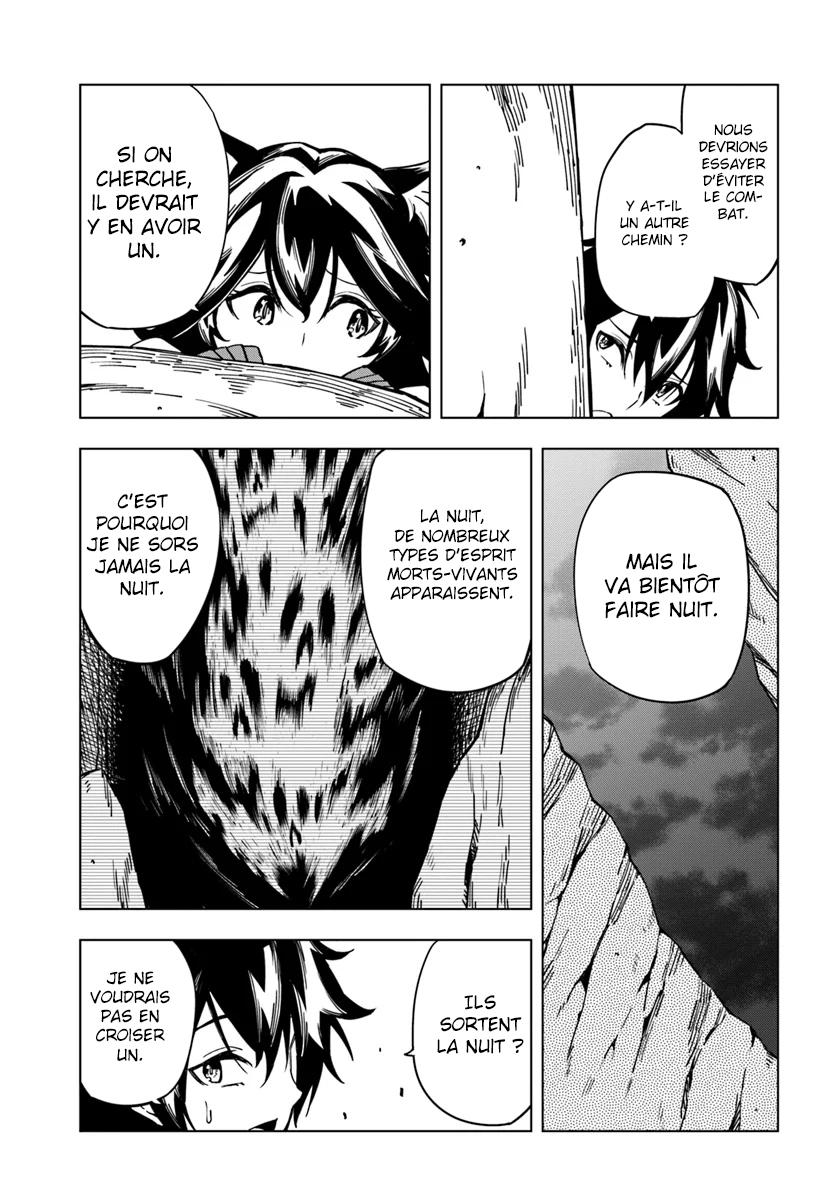 NOUS
DEVRIONS
ESSAYER
D'ÉVITER
LE COM-
BAT.
Y A-T-IL
UN AUTRE
CHEMIN ?
SI ON
CHERCHE,
IL DEVRAIT
Y EN AVOIR
UN.
MAIS IL
VA BIENTÔT
FAIRE NUIT.
LA NUIT,
DE NOMBREUX
TYPES D'ESPRIT
MORTS-VIVANTS
APPARAISSENT.
C'EST
POURQUOI
JE NE SORS
JAMAIS LA
NUIT.
ILS
SORTENT
LA NUIT ?
JE NE
VOUDRAIS
PAS EN
CROISER
UN.